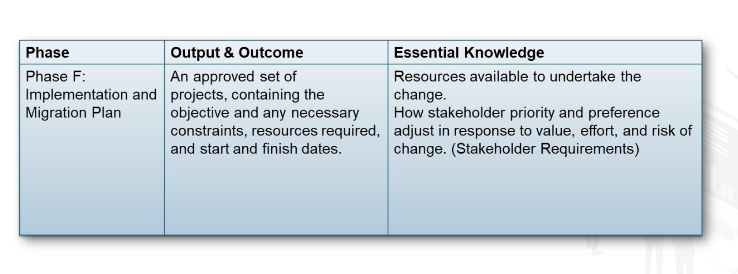 Phase
Output & Outcome
Essential Knowledge
Phase F:
Implementation and
Migration Plan
An approved set of
projects, containing the
objective and any necessary
constraints, resources required,
and start and finish dates.
Resources available to undertake the
change.
How stakeholder priority and preference
adjust in response to value, effort, and risk of
change. (Stakeholder Requirements)